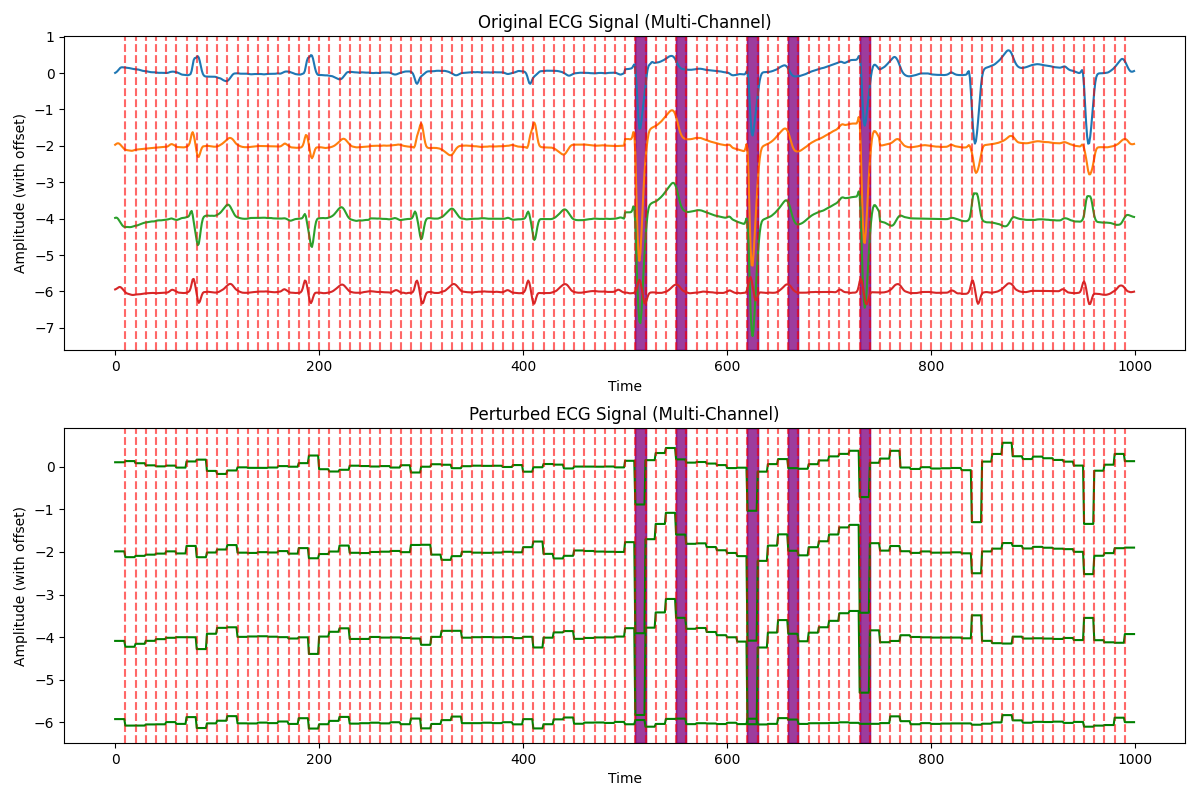 Original ECG Signal (Multi-Channel)
1
0
−1
−2
−3
−4
−5
−6
−7
Amplitude (with offset)
0 200 400 600 800 1000
Time
Perturbed ECG Signal (Multi-Channel)
0
−1
−2
−3
−4
−5
−6
Amplitude (with offset)
0 200 400 600 800 1000
Time